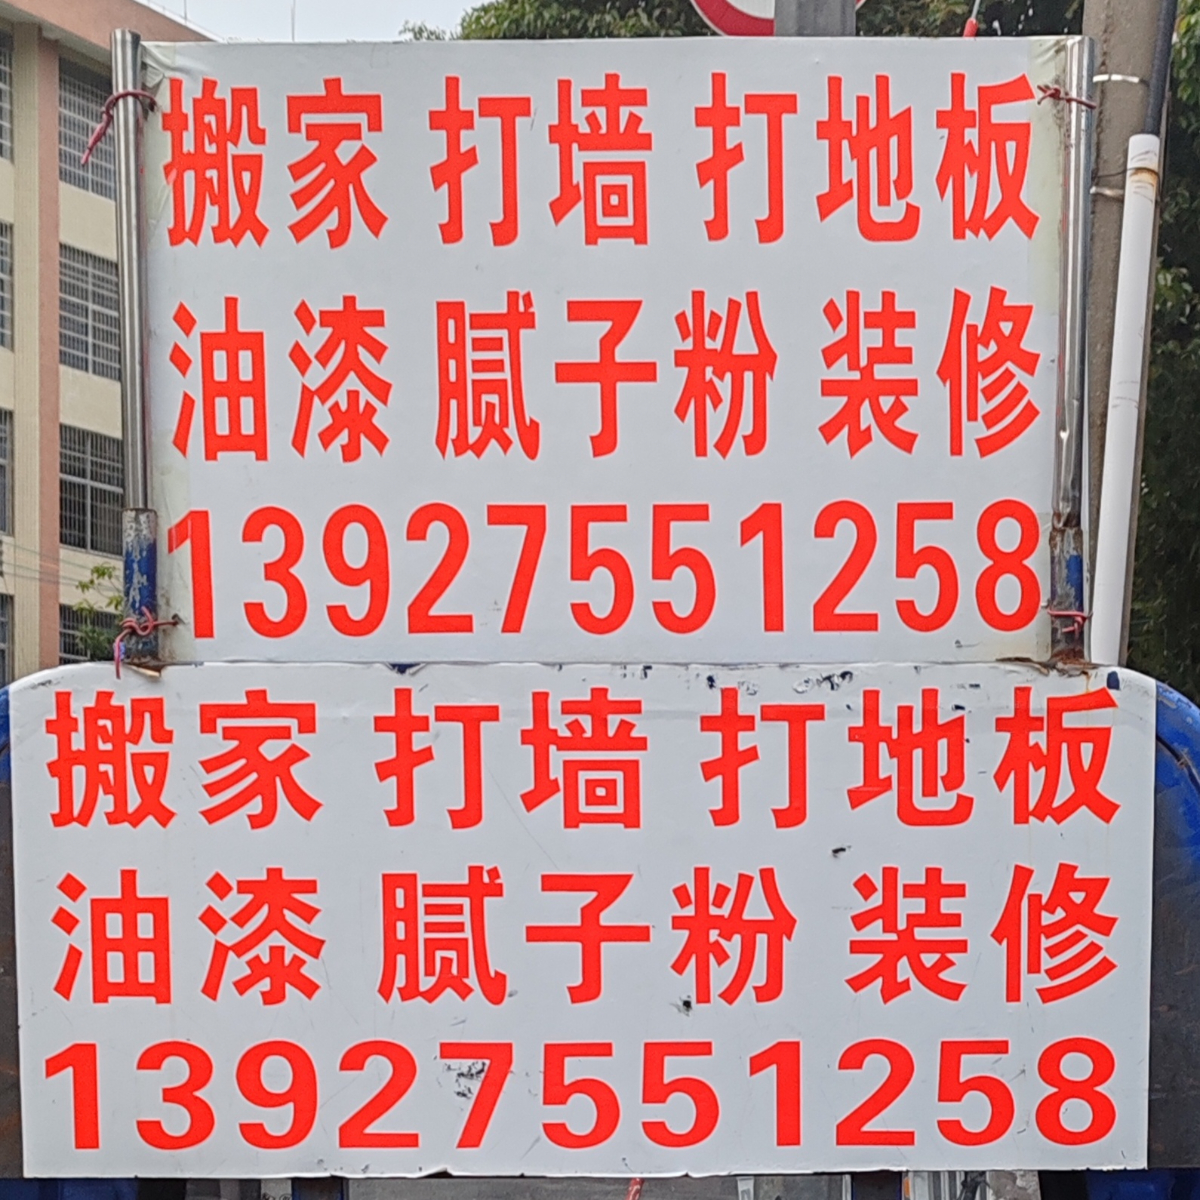 搬家 打墙 打地板
油漆 腻子粉 装修
13927551258
搬家 打墙 打地板
油漆 腻子粉 装修
13927551258